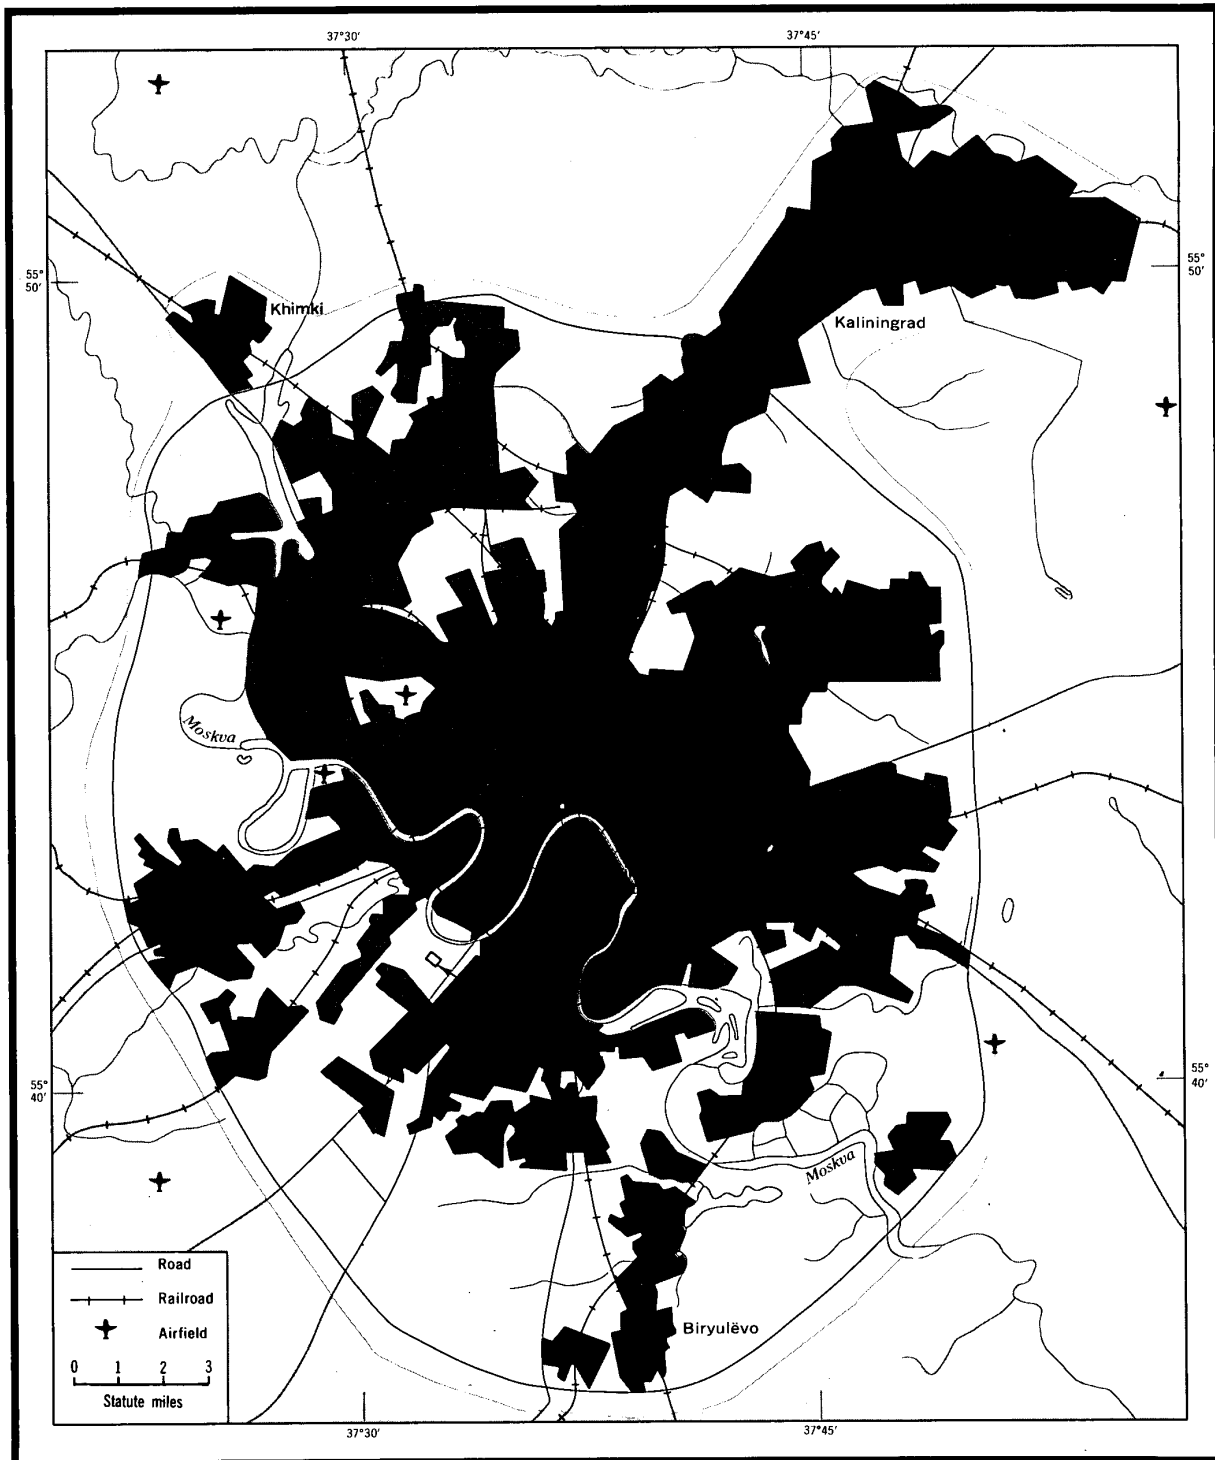 37°30′
37°45′
55°
50′
55°
50′
Khimki
Kaliningrad
Moskva
55°
40′
55°
40′
Moskva
Road
Railroad
Airfield
0 1 2 3
Statute miles
Biryulëvo
37°30′
37°45′